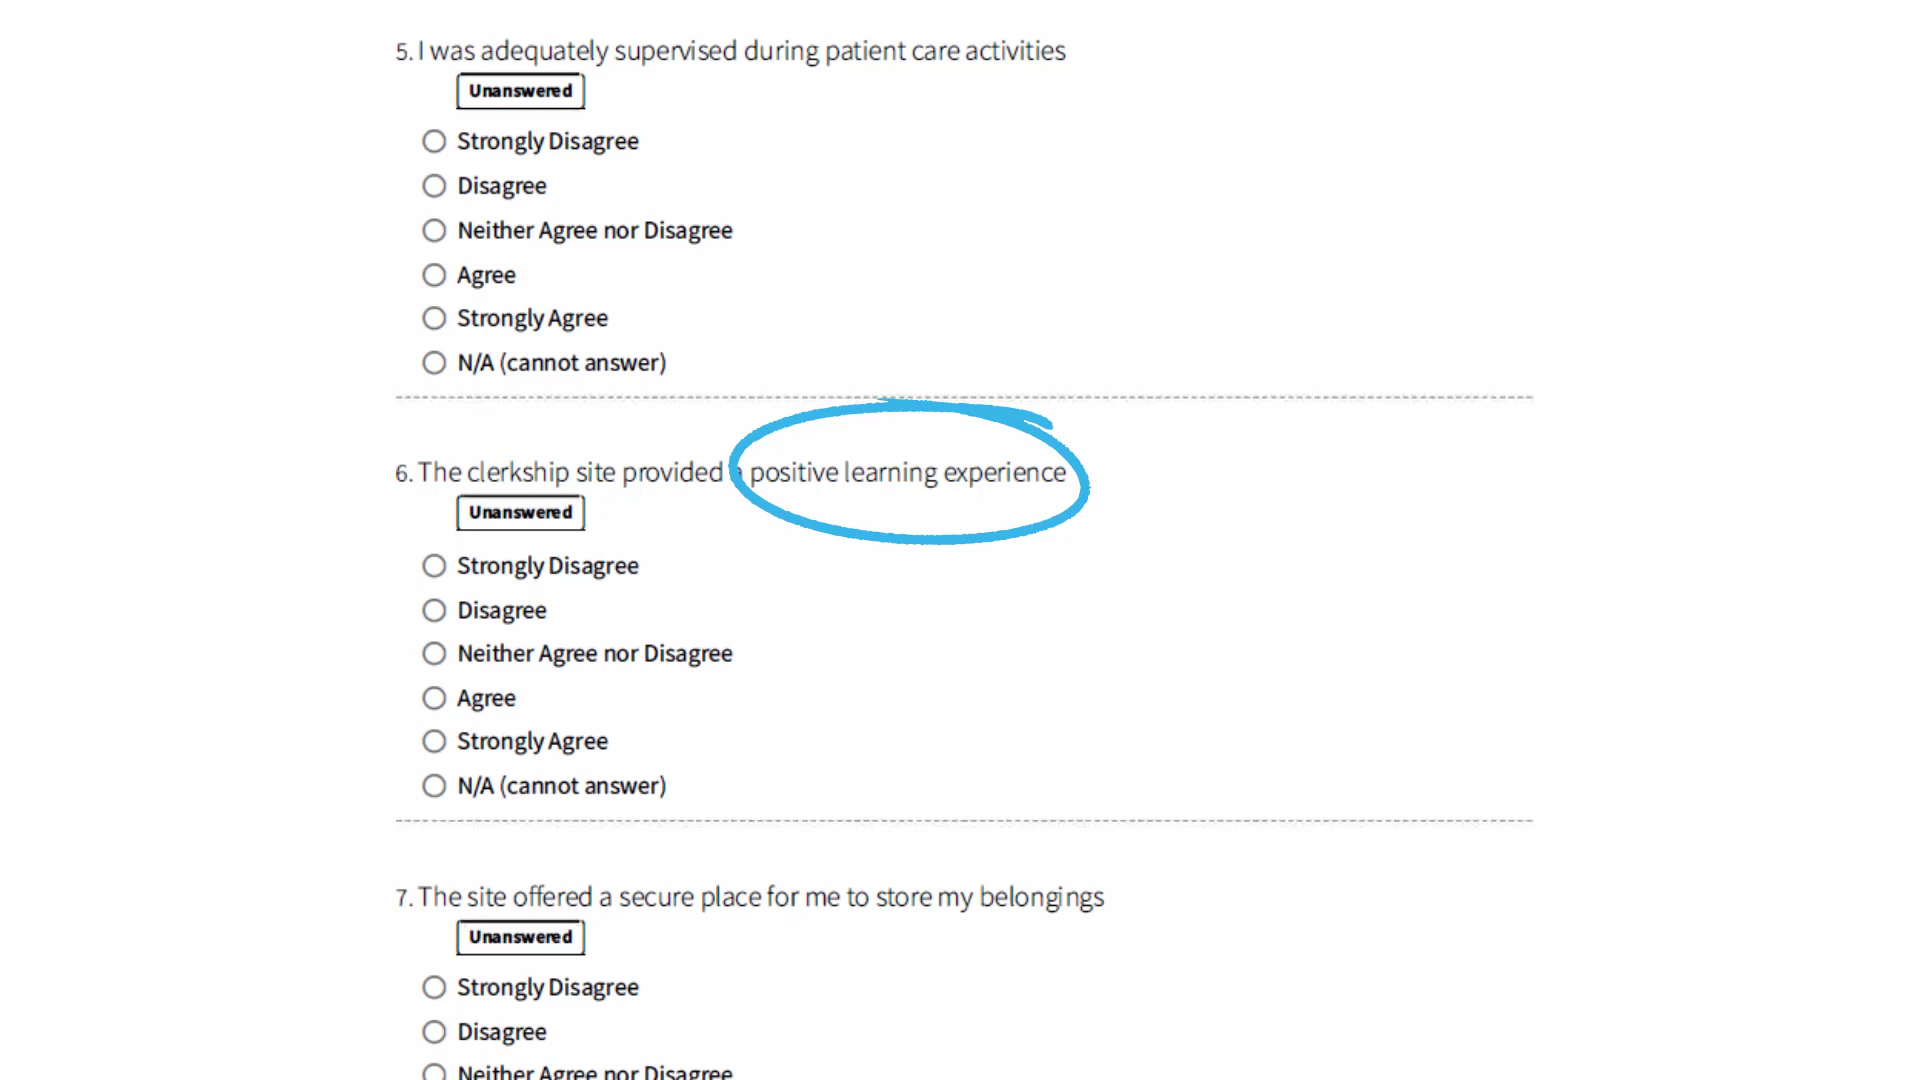 5. I was adequately supervised during patient care activities
Unanswered
Strongly Disagree
Disagree
Neither Agree nor Disagree
Agree
Strongly Agree
N/A (cannot answer)
6. The clerkship site provided a positive learning experience
Unanswered
Strongly Disagree
Disagree
Neither Agree nor Disagree
Agree
Strongly Agree
N/A (cannot answer)
7. The site offered a secure place for me to store my belongings
Unanswered
Strongly Disagree
Disagree
Neither Agree nor Disagree